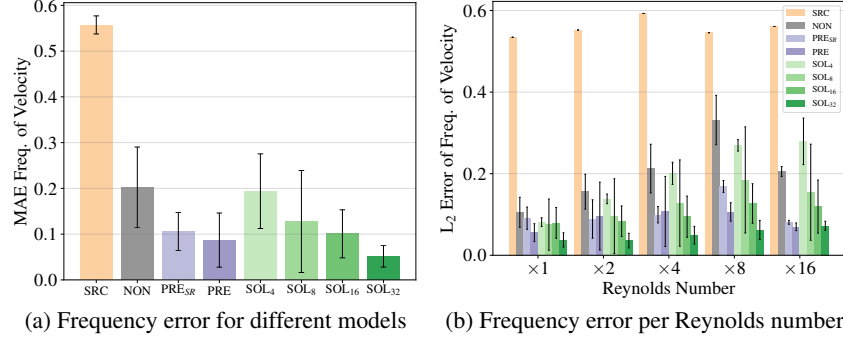 0.6
0.5
0.4
0.3
0.2
0.1
0.0
MAE Freq. of Velocity
SRC NON PRE_SR PRE SOL_4 SOL_8 SOL_16 SOL_32
(a) Frequency error for different models
0.6
0.4
0.2
0.0
L_2 Error of Freq. of Velocity
SRC
NON
PRE_SR
PRE
SOL_4
SOL_8
SOL_16
SOL_32
×1 ×2 ×4 ×8 ×16
Reynolds Number
(b) Frequency error per Reynolds number